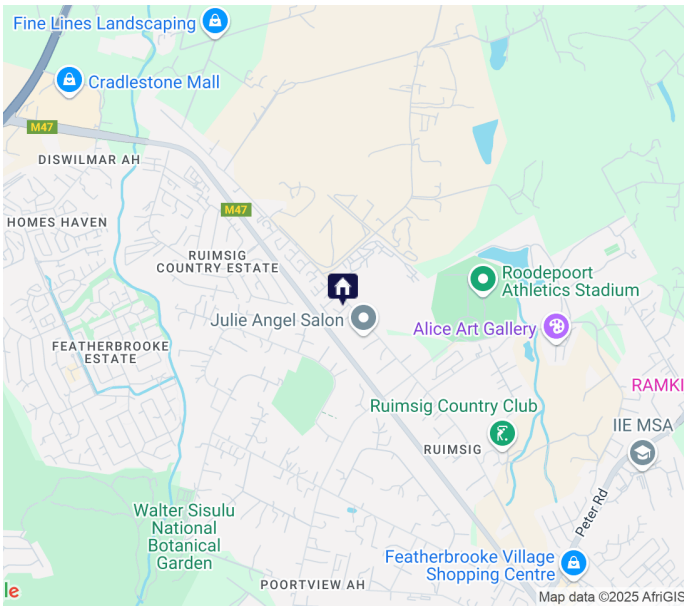 Fine Lines Landscaping
Cradlestone Mall
M47
DISWILMAR AH
M47
HOMES HAVEN
RUIMSIG
COUNTRY ESTATE
Roodepoort
Athletics Stadium
Julie Angel Salon
Alice Art Gallery
FEATHERBROOKE
ESTATE
RAMKI
Ruimsig Country Club
IIE MSA
RUIMSIG
Peter Rd
Walter Sisulu
National
Botanical
Garden
Featherbrooke Village
Shopping Centre
POORTVIEW AH
le
Map data ©2025 AfriGIS